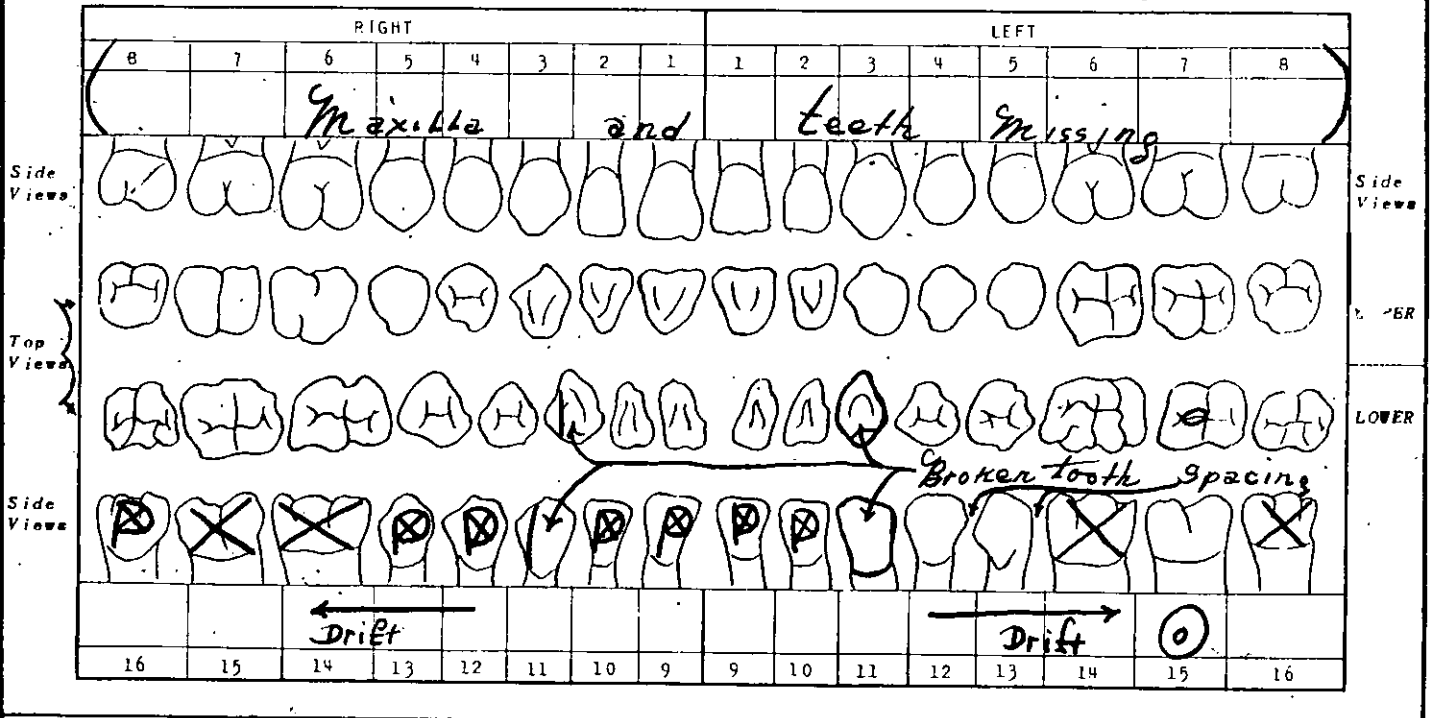 RIGHT LEFT
8 7 6 5 4 3 2 1 1 2 3 4 5 6 7 8
(Maxilla and teeth Missing)
Side Views
Side Views
Top Views
LOWER
Broken tooth spacing
Side Views
P P P P P P P
Drift Drift O
16 15 14 13 12 11 10 9 9 10 11 12 13 14 15 16